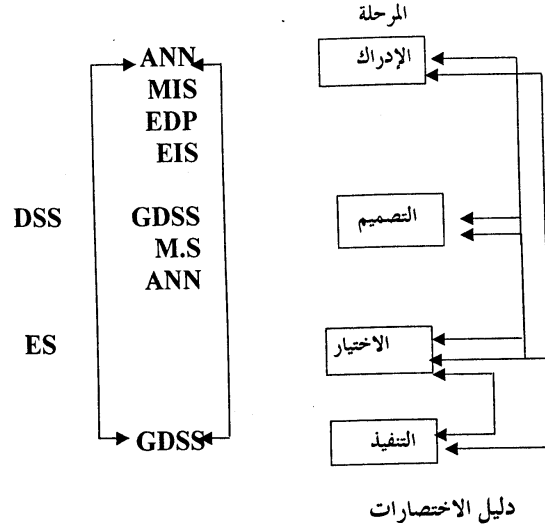 المرحلة
الإدراك
ANN
MIS
EDP
EIS
التصميم
GDSS
DSS
M.S
ANN
الاختيار
ES
التنفيذ
GDSS
دليل الاختصارات